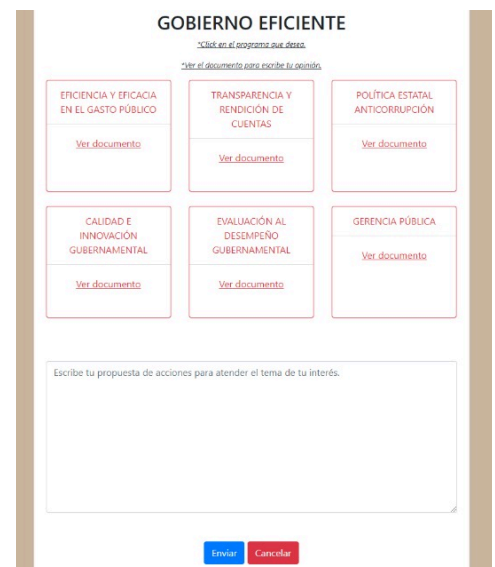 GOBIERNO EFICIENTE
*Click en el programa que desea.
*Ver el documento para escribe tu opinión.
EFICIENCIA Y EFICACIA
EN EL GASTO PÚBLICO
Ver documento
TRANSPARENCIA Y
RENDICIÓN DE
CUENTAS
Ver documento
POLÍTICA ESTATAL
ANTICORRUPCIÓN
Ver documento
CALIDAD E
INNOVACIÓN
GUBERNAMENTAL
Ver documento
EVALUACIÓN AL
DESEMPEÑO
GUBERNAMENTAL
Ver documento
GERENCIA PÚBLICA
Ver documento
Escribe tu propuesta de acciones para atender el tema de tu interés.
Enviar
Cancelar